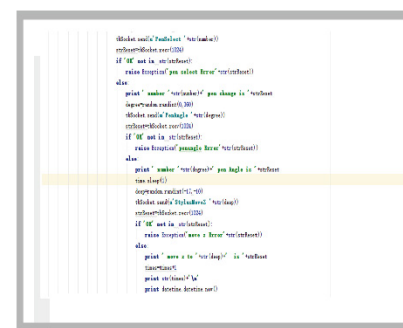 tkSocket.send(u'PenSelect '+str(number))
strReset=tkSocket.recv(1024)
if 'OK' not in str(strReset):
raise Exception('pen select Error'+str(strReset))
else:
print ' number '+str(number)+' pen change is '+strReset
degree=random.randint(0,360)
tkSocket.send(u'PenAngle '+str(degree))
strReset=tkSocket.recv(1024)
if 'OK' not in str(strReset):
raise Exception('penangle Error'+str(strReset))
else
print ' number '+str(degree)+' pen Angle is '+strReset
time.sleep(1)
deep=random.randint(-17,-10)
tkSocket.send(u'StylusMoveZ '+str(deep))
strReset=tkSocket.recv(1024)
if 'OK' not in str(strReset):
raise Exception('move z Error'+str(strReset))
else:
print ' move z to '+str(deep)+' is '+strReset
times=times+1
print str(times)+'\n'
print datetime.datetime.now()